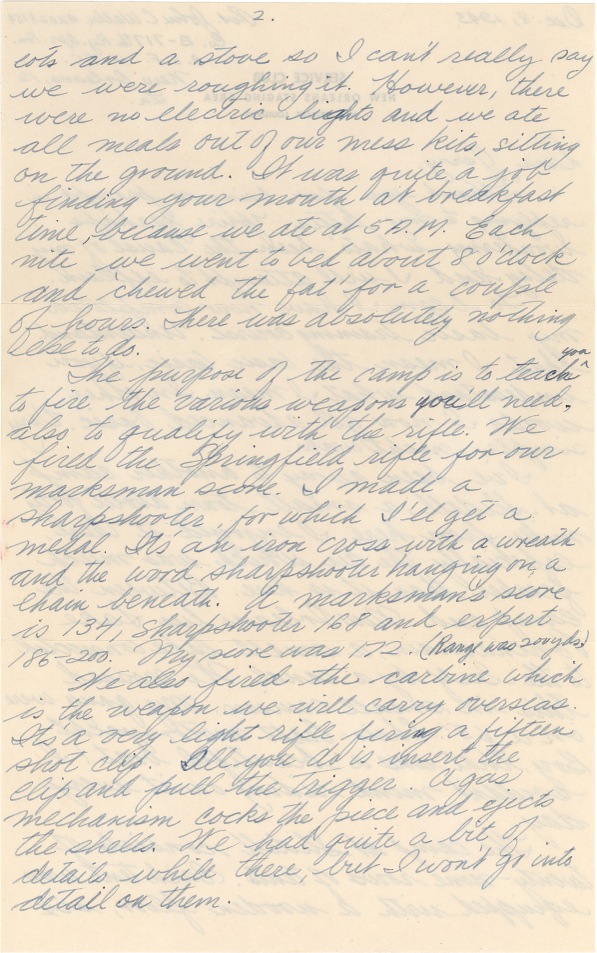 2.
cots and a stove so I can't really say
we were roughing it. However, there
were no electric lights and we ate
all meals out of our mess kits, sitting
on the ground. It was quite a job
finding your mouth at breakfast
time, because we ate at 5 A.M. Each
nite we went to bed about 8 o'clock
and 'chewed the fat' for a couple
of hours. There was absolutely nothing
else to do.
The purpose of the camp is to teach you
to fire the various weapons you'll need.
also to qualify with the rifle. We
fired the Springfield rifle for our
marksman score. I made a
sharpshooter, for which I'll get a
medal. It's an iron cross with a wreath
and the word sharpshooter hanging on a
chain beneath. A marksman's score
is 134, Sharpshooter 168 and expert
186-200. My score was 172. (Range was 200 yds.)
We also fired the carbine which
is the weapon we will carry overseas.
It's a very light rifle firing a fifteen
shot clip. All you do is insert the
clip and pull the trigger. A gas
mechanism cocks the piece and ejects
the shells. We had quite a bit of
details while there, but I won't go into
detail on them.